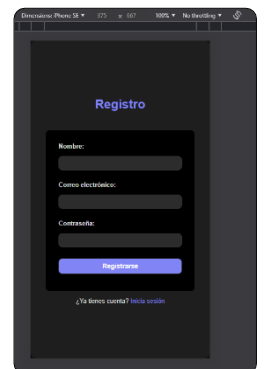 Dimensions: iPhone SE ▼ 375 x 667 100% ▼ No throttling ▼
Registro
Nombre:
Correo electrónico:
Contraseña:
Registrarse
¿Ya tienes cuenta? Inicia sesión